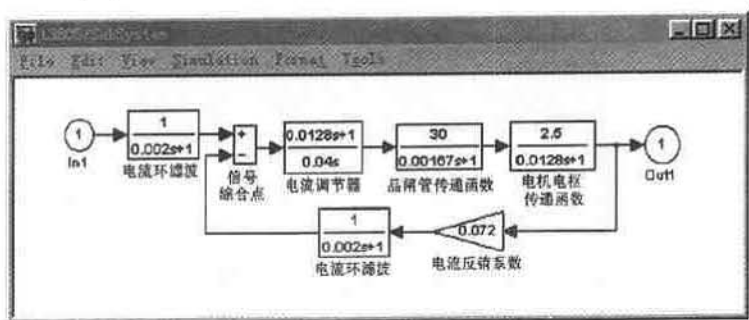 File Edit View Simulation Format Tools
1
In1
1
0.002s+1
电流环滤波
+
−
信号
综合点
0.0128s+1
0.04s
电流调节器
30
0.00167s+1
晶闸管传递函数
2.5
0.0128s+1
电机电枢
传递函数
1
Out1
1
0.002s+1
电流环滤波
0.072
电流反馈系数